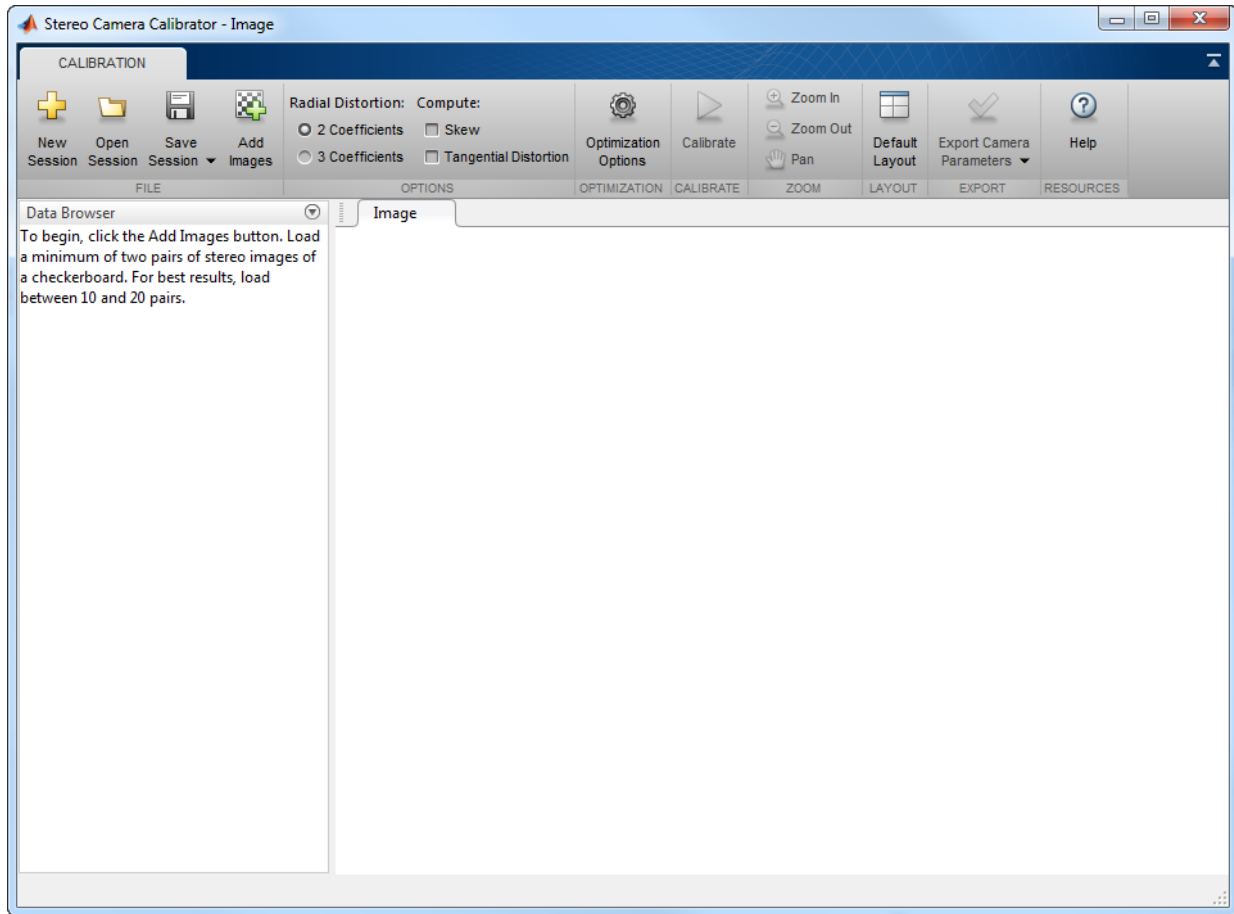 Stereo Camera Calibrator - Image
CALIBRATION
New Session
Open Session
Save Session
Add Images
Radial Distortion:
2 Coefficients
3 Coefficients
Compute:
Skew
Tangential Distortion
Optimization Options
Calibrate
Zoom In
Zoom Out
Pan
Default Layout
Export Camera Parameters
Help
FILE
OPTIONS
OPTIMIZATION
CALIBRATE
ZOOM
LAYOUT
EXPORT
RESOURCES
Data Browser
Image
To begin, click the Add Images button. Load
a minimum of two pairs of stereo images of
a checkerboard. For best results, load
between 10 and 20 pairs.